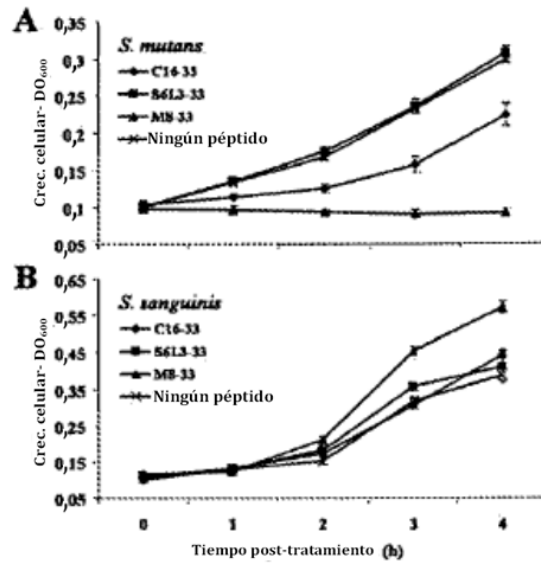 A
0,35
0,3
0,25
0,2
0,15
0,1
0,05
Crec. celular- DO600
S. mutans
C16-33
S6L3-33
M8-33
Ningún péptido
B
0,65
0,55
0,45
0,35
0,25
0,15
0,05
Crec. celular- DO600
S. sanguinis
C16-33
S6L3-33
M8-33
Ningún péptido
0 1 2 3 4
Tiempo post-tratamiento (h)